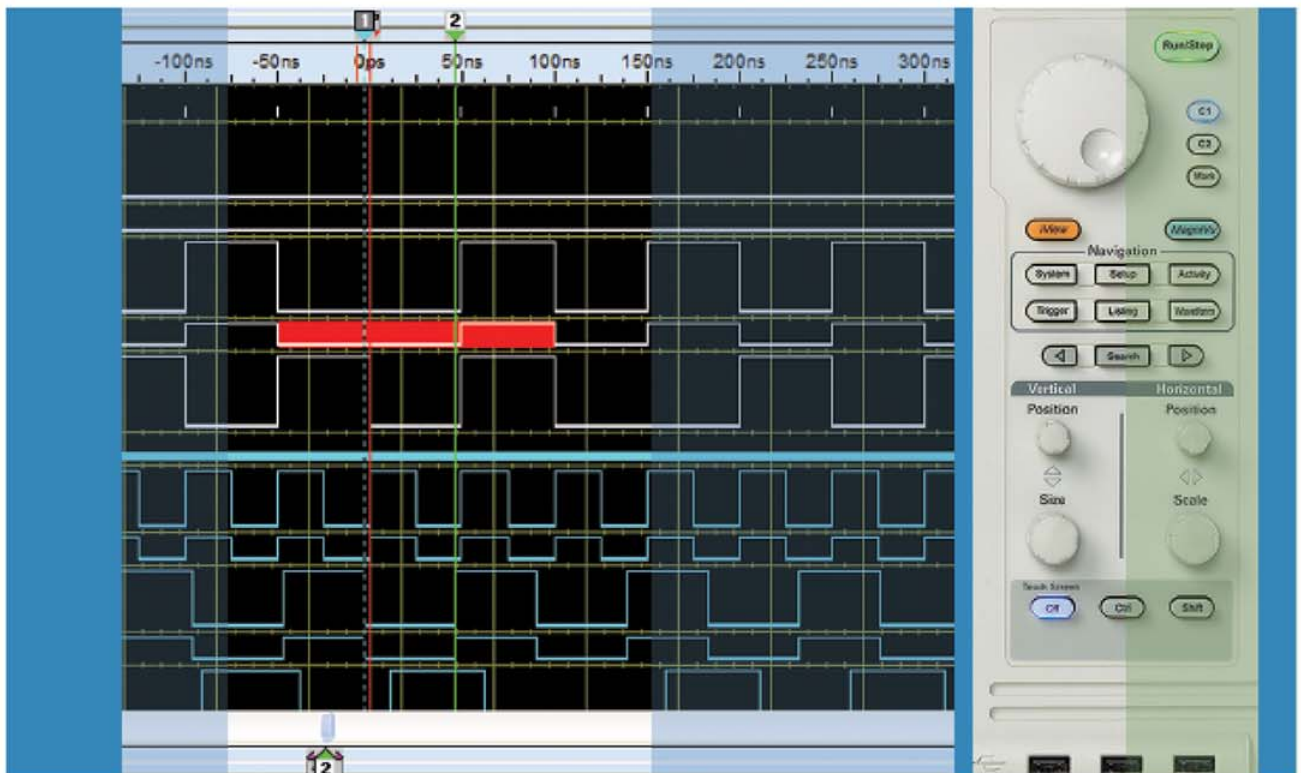 1
2
-100ns -50ns 0ps 50ns 100ns 150ns 200ns 250ns 300ns
2
Run/Stop
C1
C2
Mark
iView
MagniVu
Navigation
System Setup Activity
Trigger Listing Waveform
Search
Vertical Horizontal
Position Position
Size Scale
Touch Screen
Off Ctrl Shift